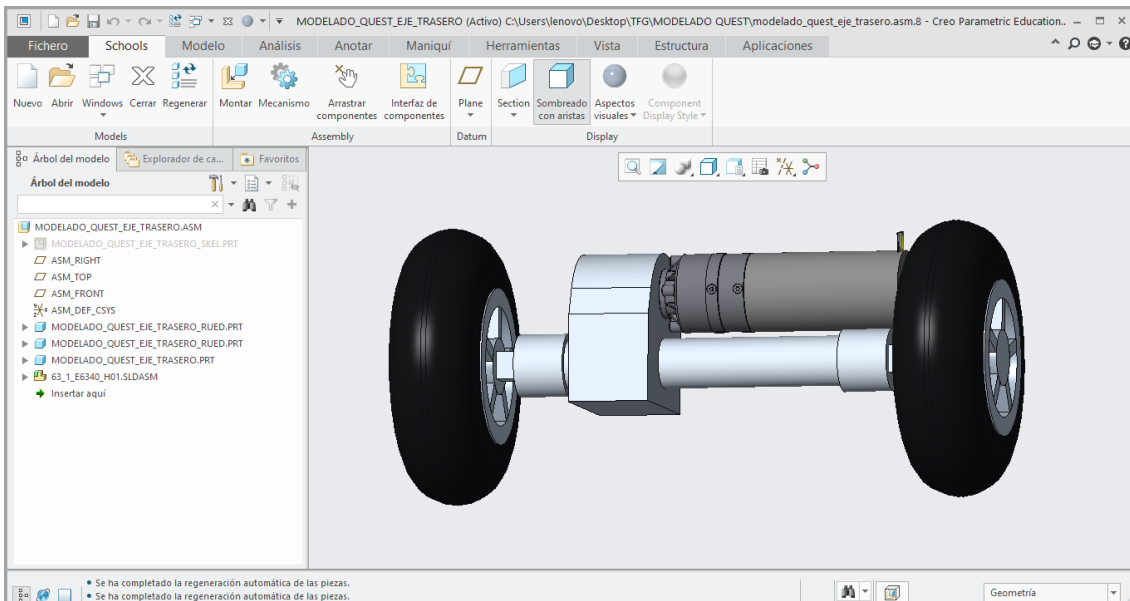 MODELADO_QUEST_EJE_TRASERO (Activo) C:\Users\lenovo\Desktop\TFG\MODELADO QUEST\modelado_quest_eje_trasero.asm.8 - Creo Parametric Education..
Fichero Schools Modelo Análisis Anotar Maniquí Herramientas Vista Estructura Aplicaciones
Nuevo Abrir Windows Cerrar Regenerar Montar Mecanismo Arrastrar componentes Interfaz de componentes Plane Section Sombreado con aristas Aspectos visuales Component Display Style
Models Assembly Datum Display
Árbol del modelo Explorador de ca... Favoritos
Árbol del modelo
MODELADO_QUEST_EJE_TRASERO.ASM
MODELADO_QUEST_EJE_TRASERO_SKEL.PRT
ASM_RIGHT
ASM_TOP
ASM_FRONT
ASM_DEF_CSYS
MODELADO_QUEST_EJE_TRASERO_RUED.PRT
MODELADO_QUEST_EJE_TRASERO_RUED.PRT
MODELADO_QUEST_EJE_TRASERO.PRT
63_1_E6340_H01.SLDASM
Insertar aquí
• Se ha completado la regeneración automática de las piezas.
• Se ha completado la regeneración automática de las piezas.
Geometría